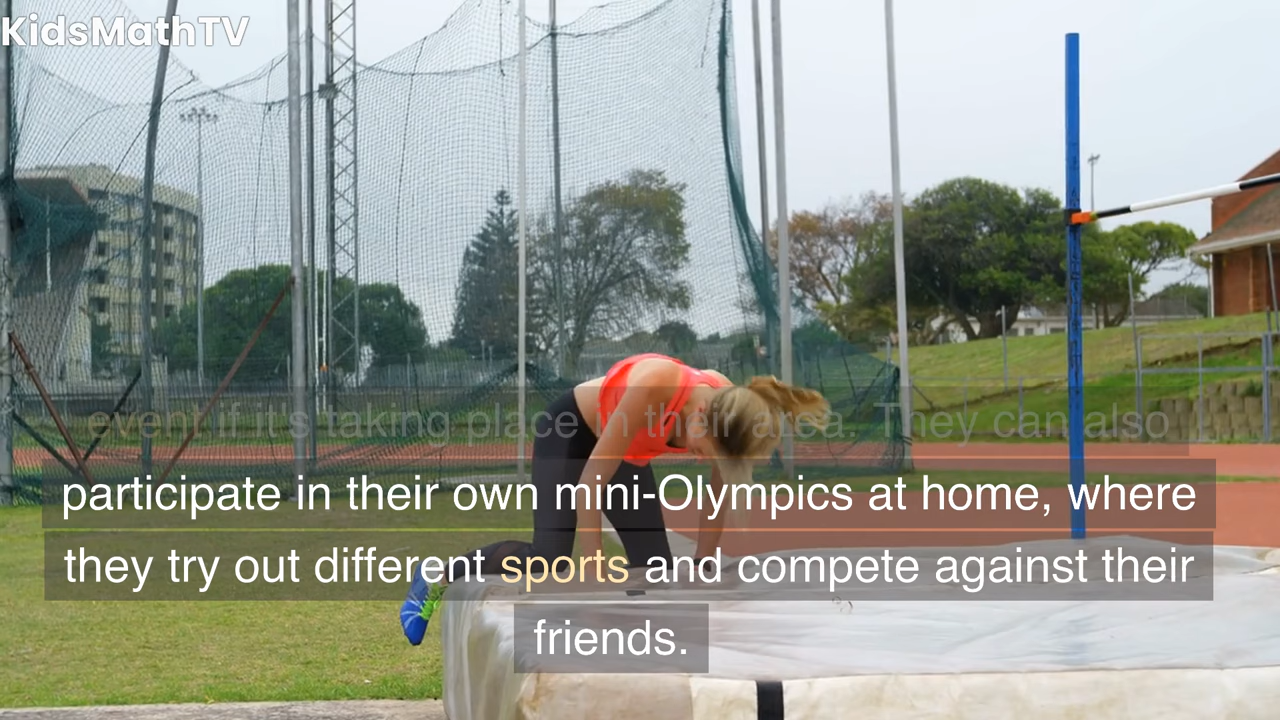 KidsMathTV
event if it's taking place in their area. They can also
participate in their own mini-Olympics at home, where
they try out different sports and compete against their
friends.